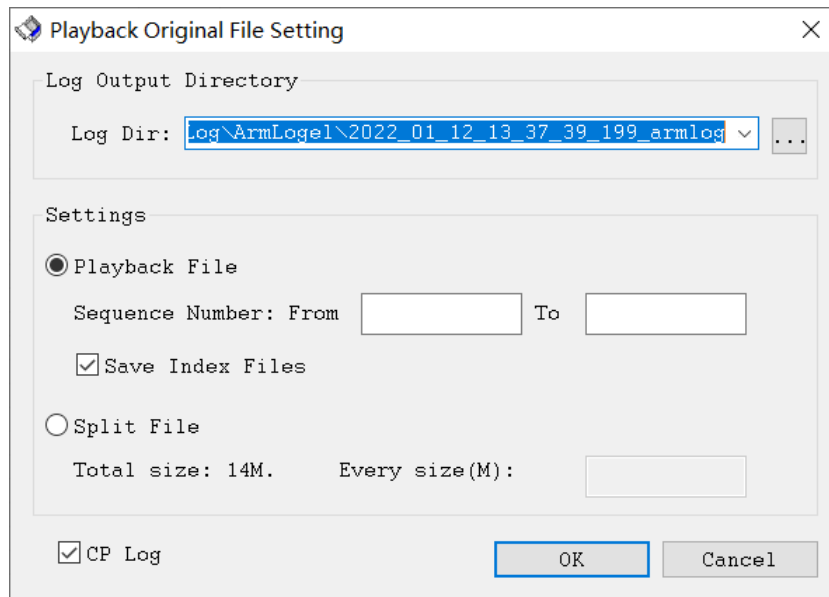 Playback Original File Setting
Log Output Directory
Log Dir: Log\ArmLogel\2022_01_12_13_37_39_199_armlog ...
Settings
Playback File
Sequence Number: From To
Save Index Files
Split File
Total size: 14M. Every size(M):
CP Log OK Cancel